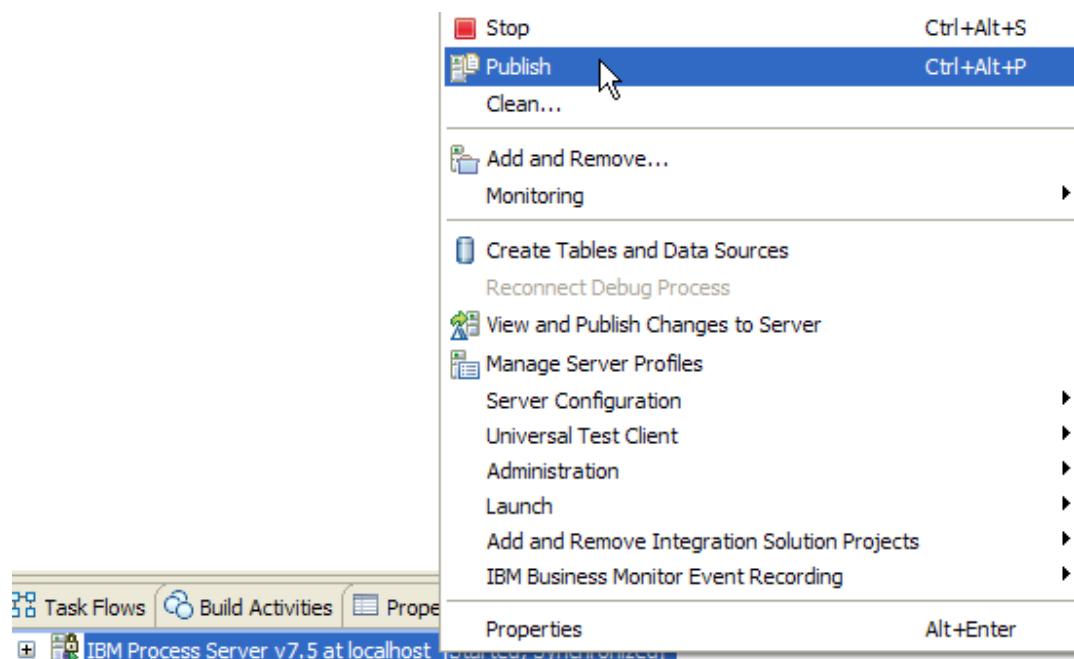 Stop Ctrl+Alt+S
Publish Ctrl+Alt+P
Clean...
Add and Remove...
Monitoring
Create Tables and Data Sources
Reconnect Debug Process
View and Publish Changes to Server
Manage Server Profiles
Server Configuration
Universal Test Client
Administration
Launch
Add and Remove Integration Solution Projects
IBM Business Monitor Event Recording
Properties Alt+Enter
Task Flows Build Activities Prope
IBM Process Server v7.5 at localhost [Started, Synchronized]